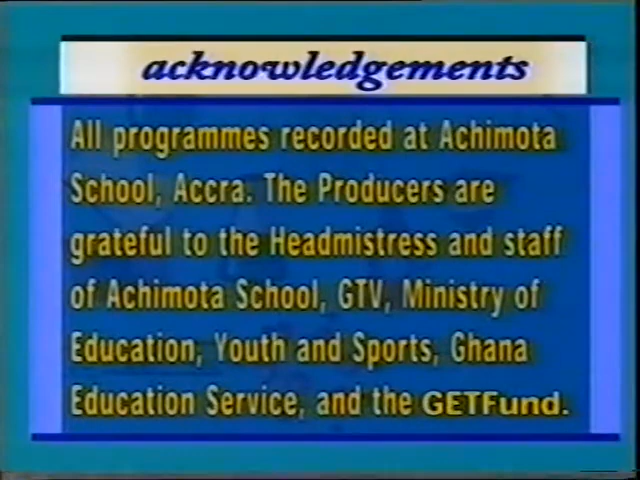 acknowledgements
All programmes recorded at Achimota
School, Accra. The Producers are
grateful to the Headmistress and staff
of Achimota School, GTV, Ministry of
Education, Youth and Sports, Ghana
Education Service, and the GETFund.